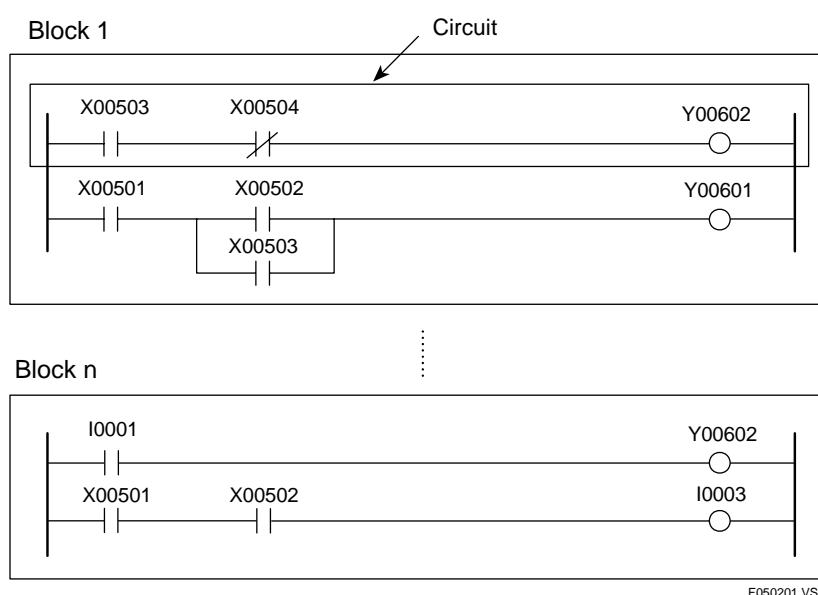 Block 1
Circuit
X00503 X00504 Y00602
X00501 X00502 Y00601
X00503
Block n
I0001 Y00602
X00501 X00502 I0003
F050201.VS